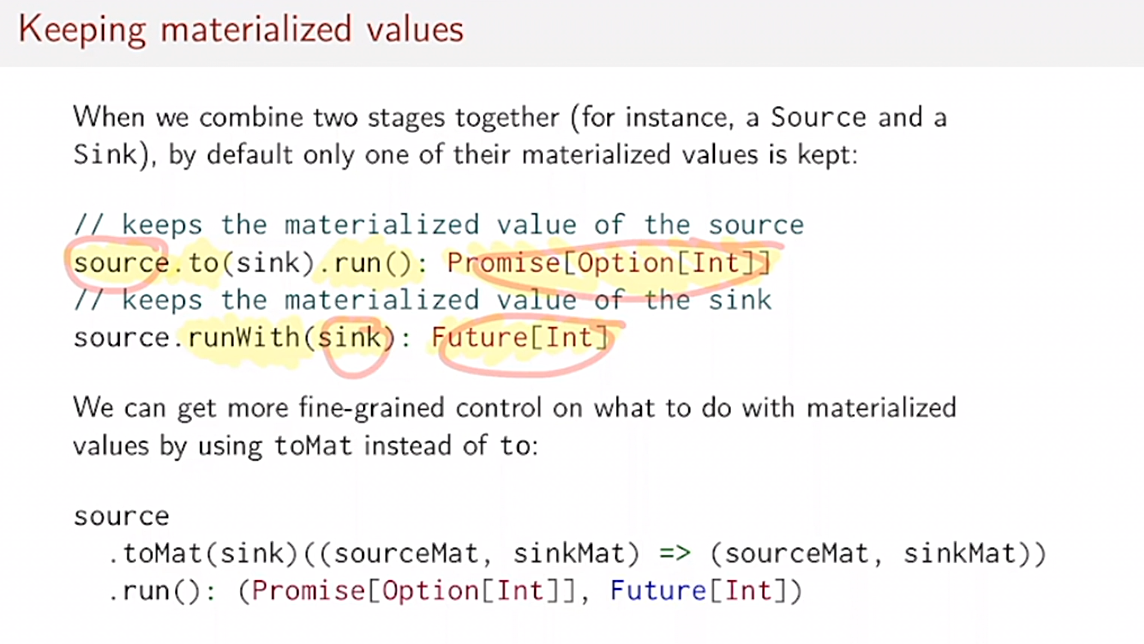 Keeping materialized values
When we combine two stages together (for instance, a Source and a
Sink), by default only one of their materialized values is kept:
// keeps the materialized value of the source
source.to(sink).run(): Promise[Option[Int]]
// keeps the materialized value of the sink
source.runWith(sink): Future[Int]
We can get more fine-grained control on what to do with materialized
values by using toMat instead of to:
source
.toMat(sink)((sourceMat, sinkMat) => (sourceMat, sinkMat))
.run(): (Promise[Option[Int]], Future[Int])